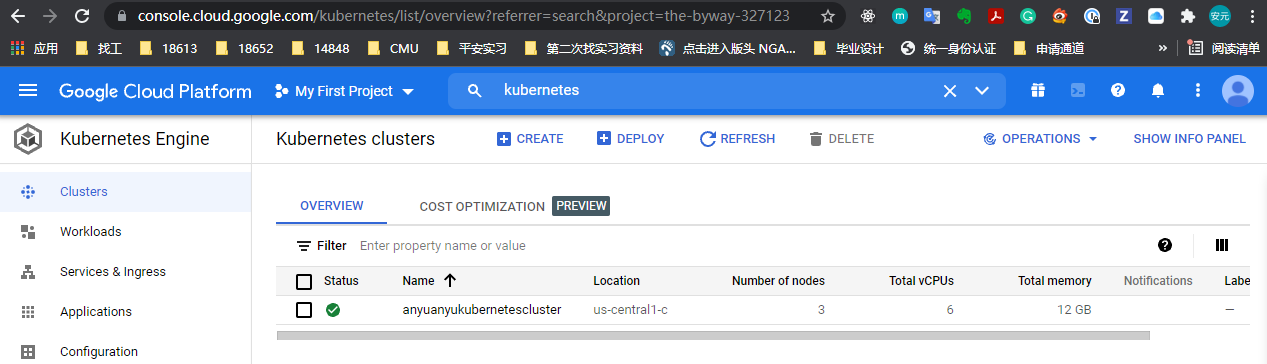 console.cloud.google.com/kubernetes/list/overview?referrer=search&project=the-byway-327123
安元
应用 找工 18613 18652 14848 CMU 平安实习 第二次找实习资料 点击进入版头 NGA... 毕业设计 统一身份认证 申请通道 » 阅读清单
Google Cloud Platform My First Project kubernetes
Kubernetes Engine Kubernetes clusters CREATE DEPLOY REFRESH DELETE OPERATIONS SHOW INFO PANEL
Clusters
Workloads
Services & Ingress
Applications
Configuration
OVERVIEW COST OPTIMIZATION PREVIEW
Filter Enter property name or value
Status Name Location Number of nodes Total vCPUs Total memory Notifications Labe
anyuanyukubernetescluster us-central1-c 3 6 12 GB —